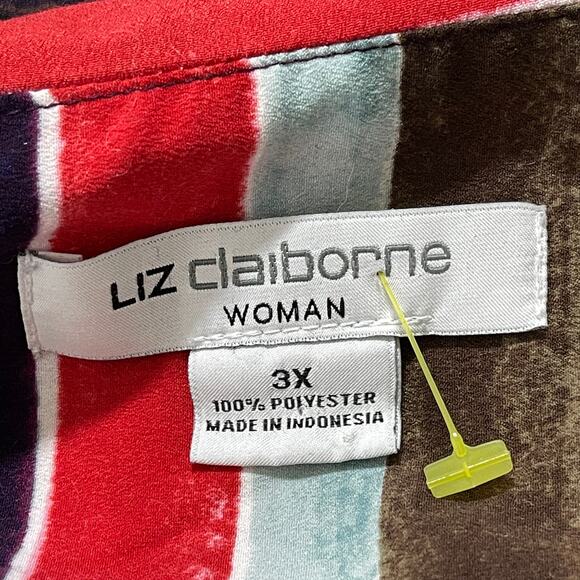 LIZ claiborne
WOMAN
3X
100% POLYESTER
MADE IN INDONESIA